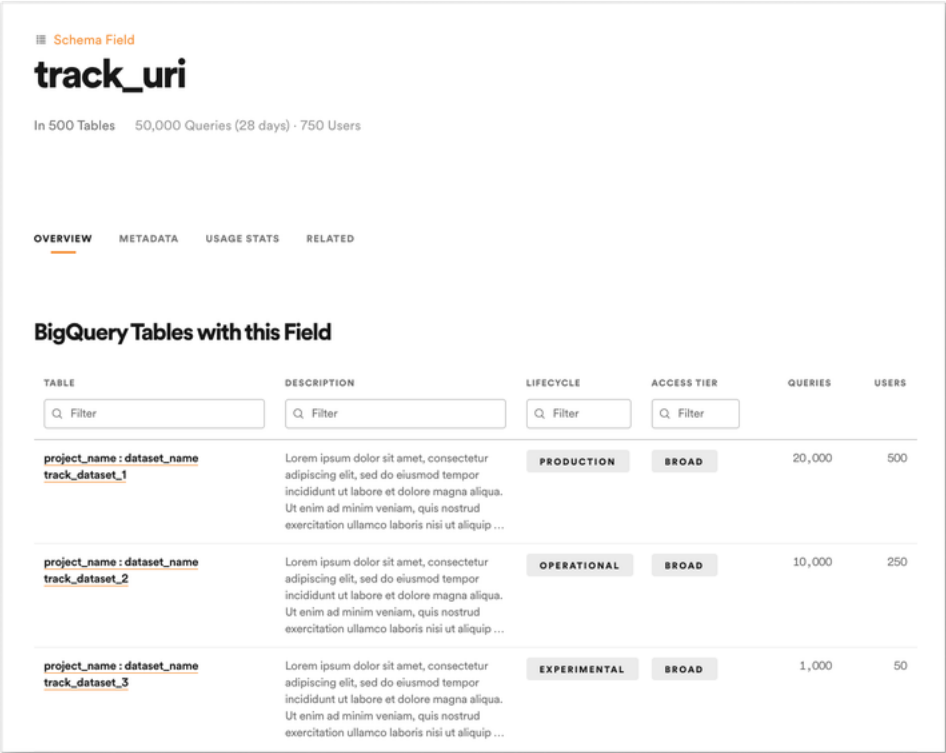 Schema Field
track_uri
In 500 Tables 50,000 Queries (28 days) · 750 Users
OVERVIEW METADATA USAGE STATS RELATED
BigQuery Tables with this Field
TABLE DESCRIPTION LIFECYCLE ACCESS TIER QUERIES USERS
Filter Filter Filter Filter
project_name : dataset_name
track_dataset_1
Lorem ipsum dolor sit amet, consectetur
adipiscing elit, sed do eiusmod tempor
incididunt ut labore et dolore magna aliqua.
Ut enim ad minim veniam, quis nostrud
exercitation ullamco laboris nisi ut aliquip ...
PRODUCTION BROAD 20,000 500
project_name : dataset_name
track_dataset_2
Lorem ipsum dolor sit amet, consectetur
adipiscing elit, sed do eiusmod tempor
incididunt ut labore et dolore magna aliqua.
Ut enim ad minim veniam, quis nostrud
exercitation ullamco laboris nisi ut aliquip ...
OPERATIONAL BROAD 10,000 250
project_name : dataset_name
track_dataset_3
Lorem ipsum dolor sit amet, consectetur
adipiscing elit, sed do eiusmod tempor
incididunt ut labore et dolore magna aliqua.
Ut enim ad minim veniam, quis nostrud
exercitation ullamco laboris nisi ut aliquip ...
EXPERIMENTAL BROAD 1,000 50